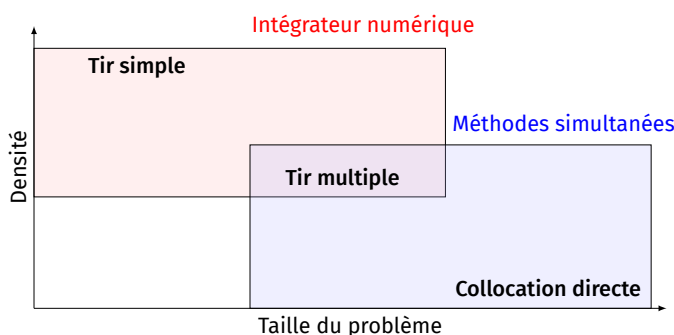 Intégrateur numérique
Tir simple
Méthodes simultanées
Densité
Tir multiple
Collocation directe
Taille du problème